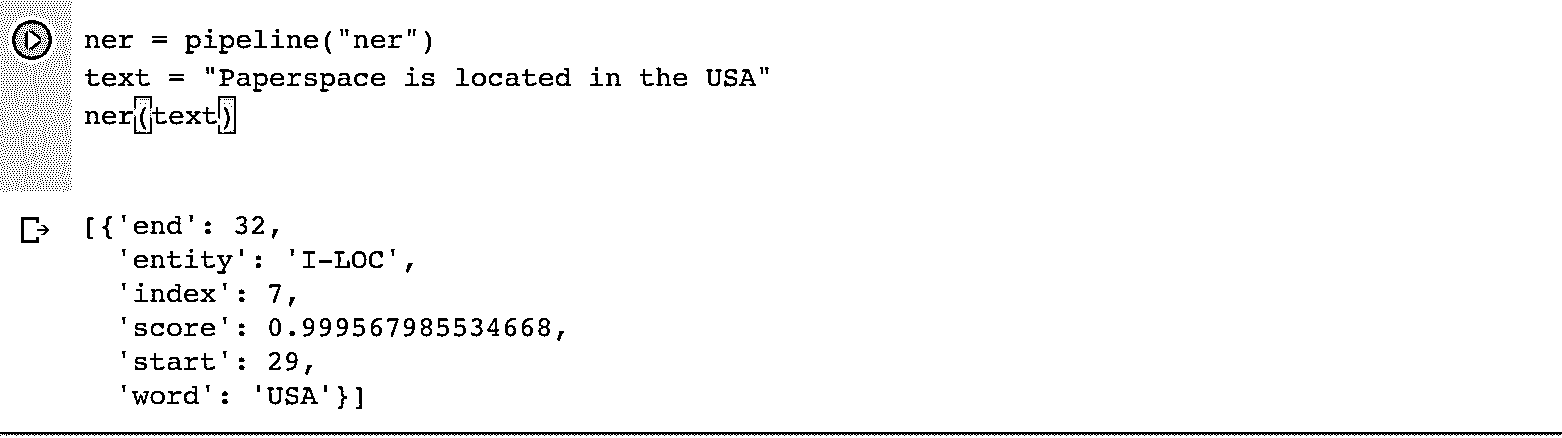 ner = pipeline("ner")
text = "Paperspace is located in the USA"
ner(text)
[{'end': 32,
'entity': 'I-LOC',
'index': 7,
'score': 0.999567985534668,
'start': 29,
'word': 'USA'}]